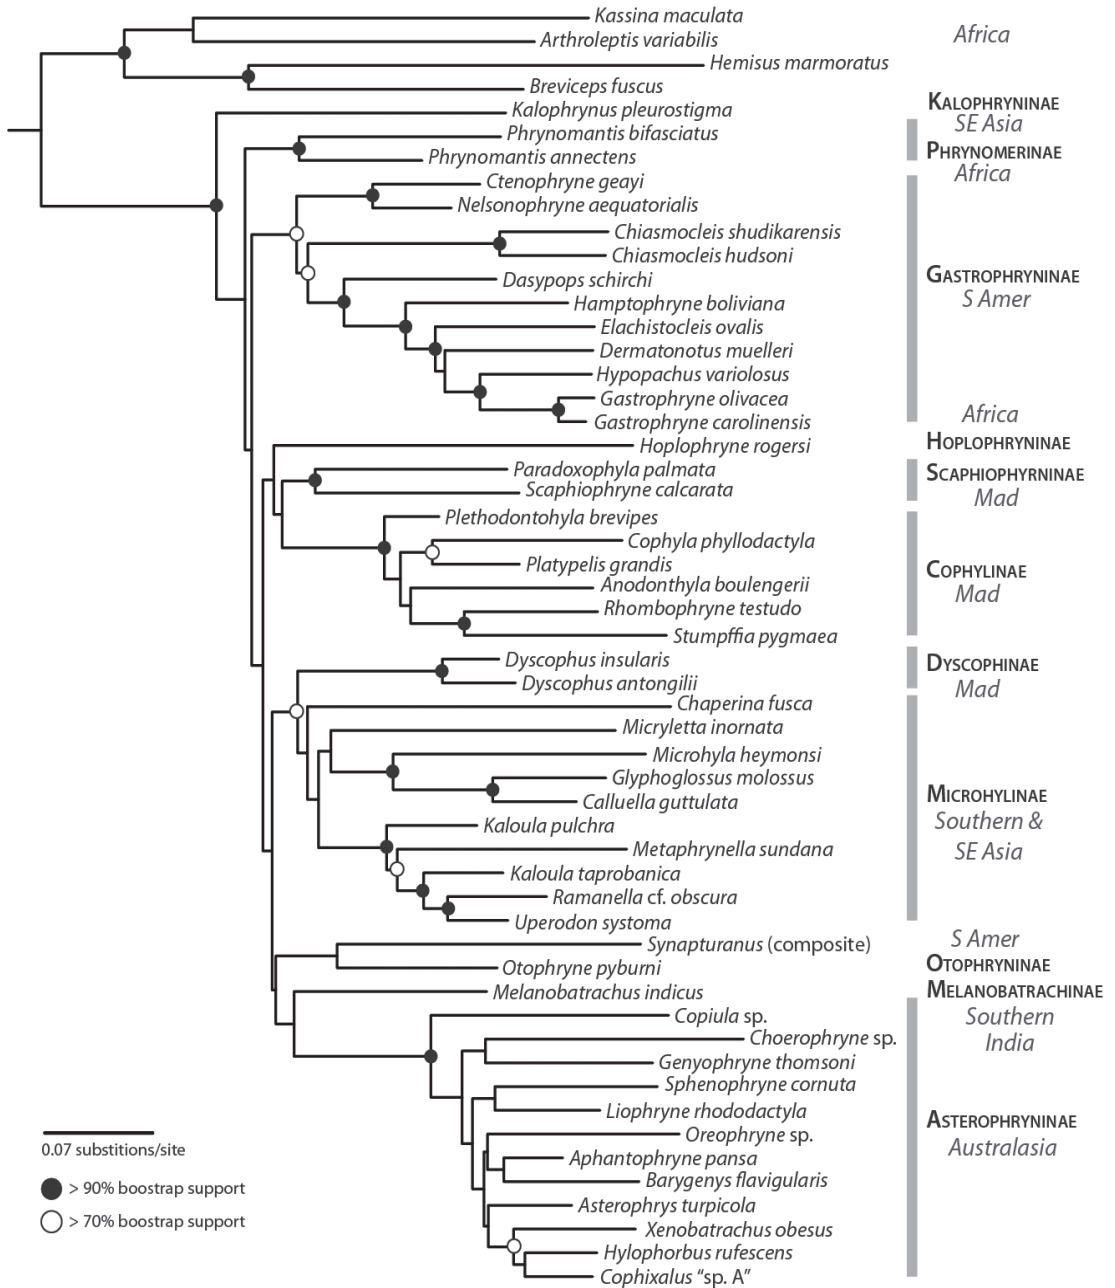 Kassina maculata
Arthroleptis variabilis
Africa
Hemisus marmoratus
Breviceps fuscus
Kalophrynus pleurostigma
KALOPHRYNINAE
SE Asia
Phrynomantis bifasciatus
Phrynomantis annectens
PHRYNOMERINAE
Africa
Ctenophryne geayi
Nelsonophryne aequatorialis
Chiasmocleis shudikarensis
Chiasmocleis hudsoni
Dasypops schirchi
GASTROPHRYNINAE
S Amer
Hamptophryne boliviana
Elachistocleis ovalis
Dermatonotus muelleri
Hypopachus variolosus
Gastrophryne olivacea
Gastrophryne carolinensis
Africa
HOPLOPHRYNINAE
Hoplophryne rogersi
Paradoxophyla palmata
Scaphiophryne calcarata
SCAPHIOPHYRNINAE
Mad
Plethodontohyla brevipes
Cophyla phyllodactyla
Platypelis grandis
Anodonthyla boulengerii
Rhombophryne testudo
Stumpffia pygmaea
COPHYLINAE
Mad
Dyscophus insularis
Dyscophus antongilii
DYSCOPHINAE
Mad
Chaperina fusca
Micryletta inornata
Microhyla heymonsi
Glyphoglossus molossus
Calluella guttulata
Kaloula pulchra
Metaphrynella sundana
Kaloula taprobanica
Ramanella cf. obscura
Uperodon systoma
MICROHYLINAE
Southern &
SE Asia
Synapturanus (composite)
Otophryne pyburni
S Amer
OTOPHRYNINAE
Melanobatrachus indicus
MELANOBATRACHINAE
Southern
India
Copiula sp.
Choerophryne sp.
Genyophryne thomsoni
Sphenophryne cornuta
Liophryne rhododactyla
Oreophryne sp.
Aphantophryne pansa
Barygenys flavigularis
Asterophrys turpicola
Xenobatrachus obesus
Hylophorbus rufescens
Cophixalus “sp. A”
ASTEROPHRYNINAE
Australasia
0.07 substitions/site
> 90% boostrap support
> 70% boostrap support